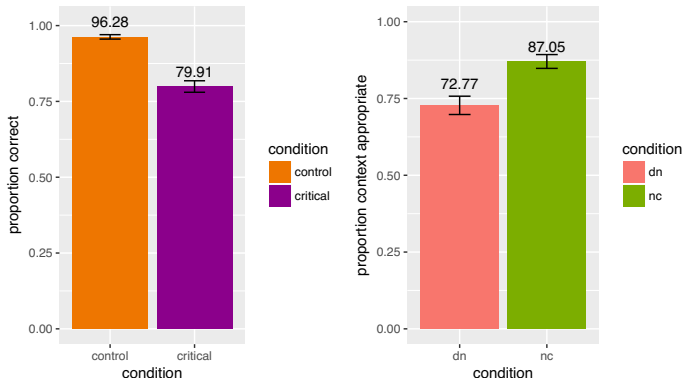 96.28
79.91
1.00
0.75
0.50
0.25
0.00
proportion correct
control
critical
condition
condition
control
critical
87.05
72.77
1.00
0.75
0.50
0.25
0.00
proportion context appropriate
dn
nc
condition
condition
dn
nc